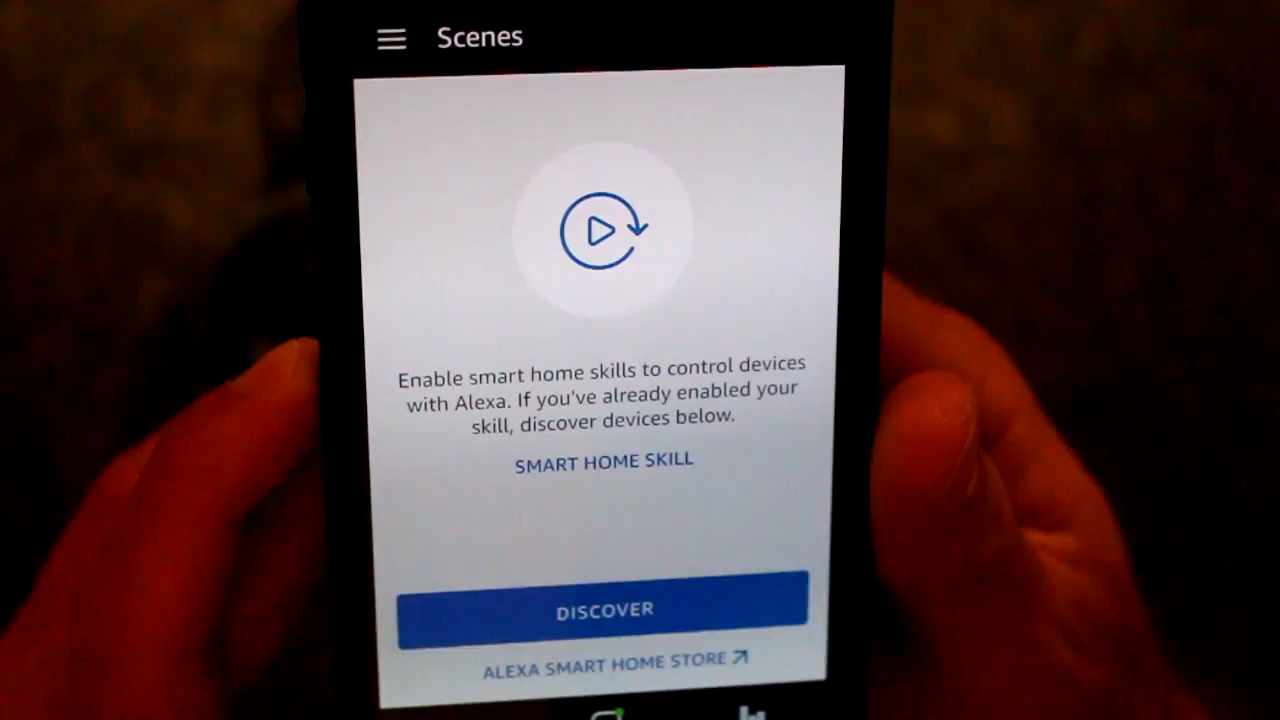 Scenes
Enable smart home skills to control devices
with Alexa. If you've already enabled your
skill, discover devices below.
SMART HOME SKILL
DISCOVER
ALEXA SMART HOME STORE